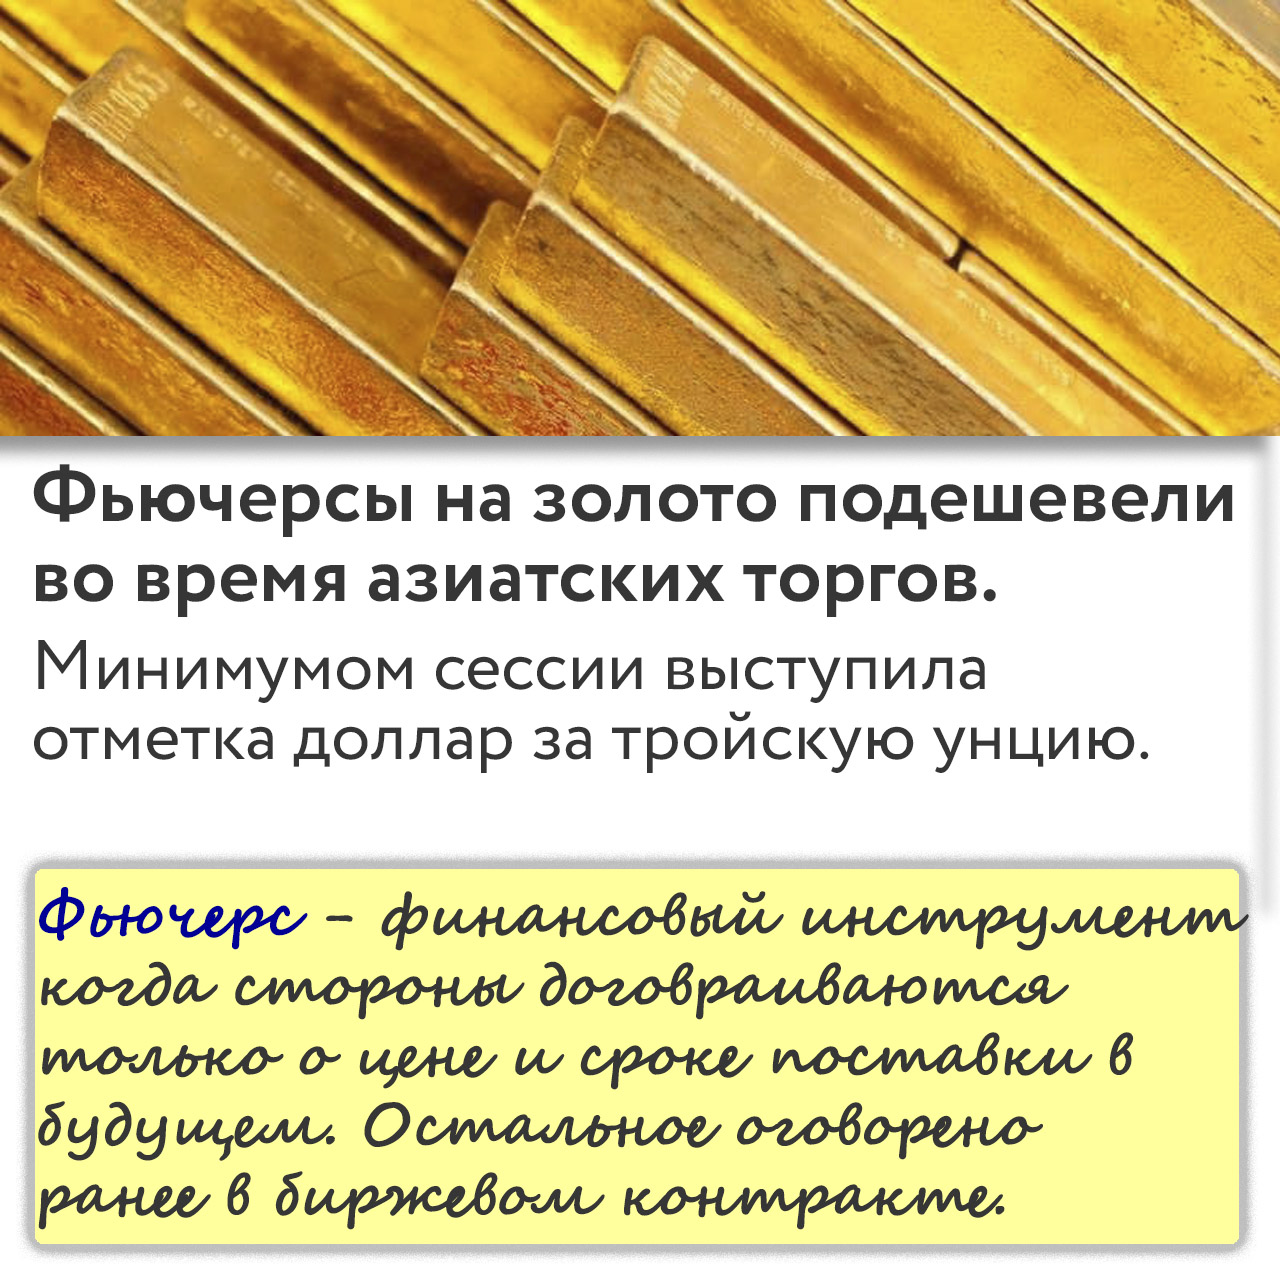 Фьючерсы на золото подешевели
во время азиатских торгов.
Минимумом сессии выступила
отметка доллар за тройскую унцию.
Фьючерс – финансовый инструмент
когда стороны договраиваются
только о цене и сроке поставки в
будущем. Остальное оговорено
ранее в биржевом контракте.